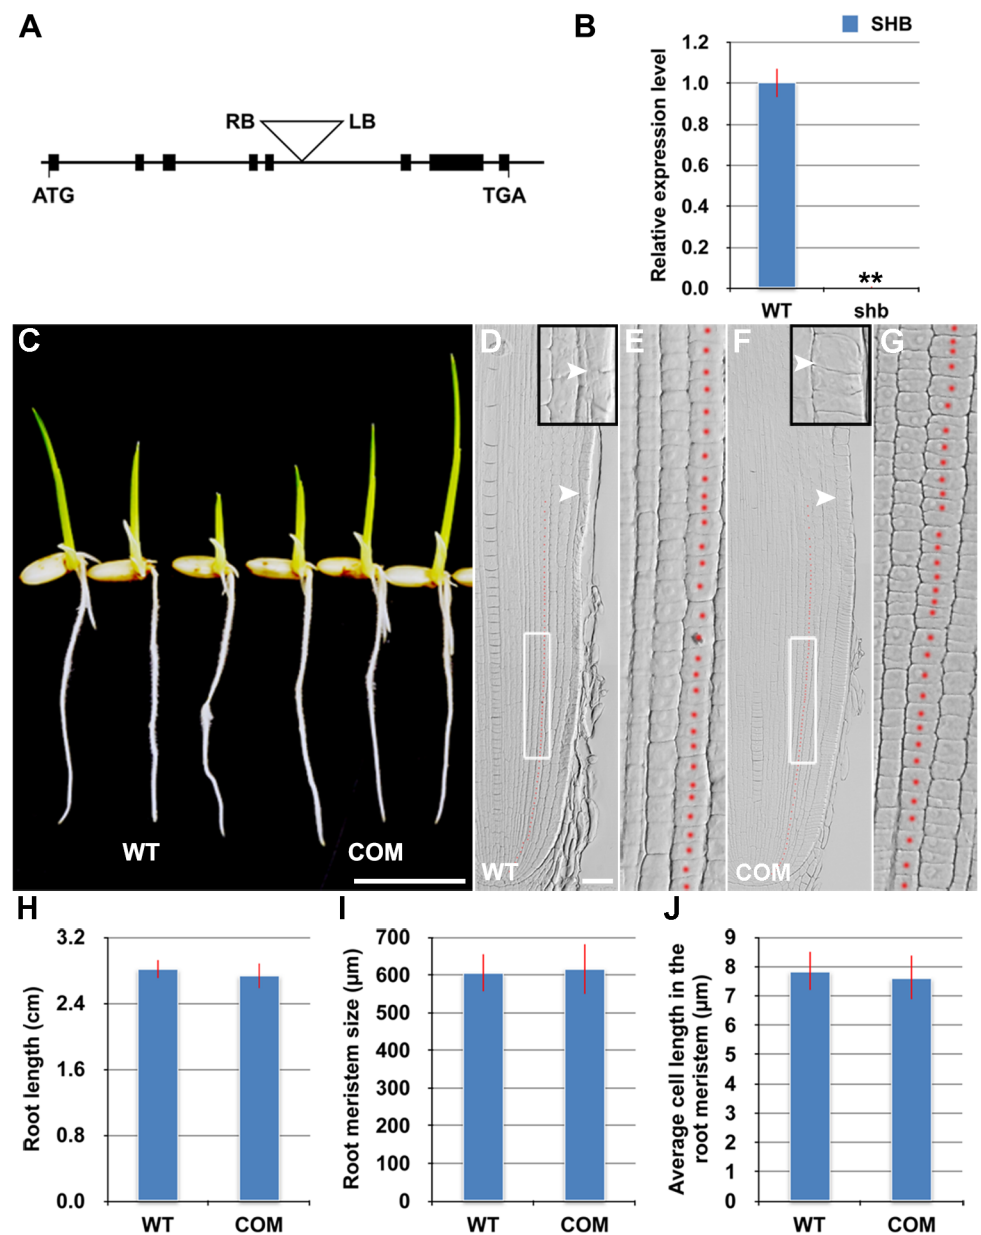 A
RB
LB
ATG
TGA
B
SHB
Relative expression level
1.2
1.0
0.8
0.6
0.4
0.2
0.0
**
WT
shb
C
WT
COM
D
WT
E
F
COM
G
H
Root length (cm)
3.2
2.4
1.6
0.8
0.0
WT
COM
I
Root meristem size (μm)
700
600
500
400
300
200
100
0
WT
COM
J
Average cell length in the
root meristem (μm)
9
8
7
6
5
4
3
2
1
0
WT
COM